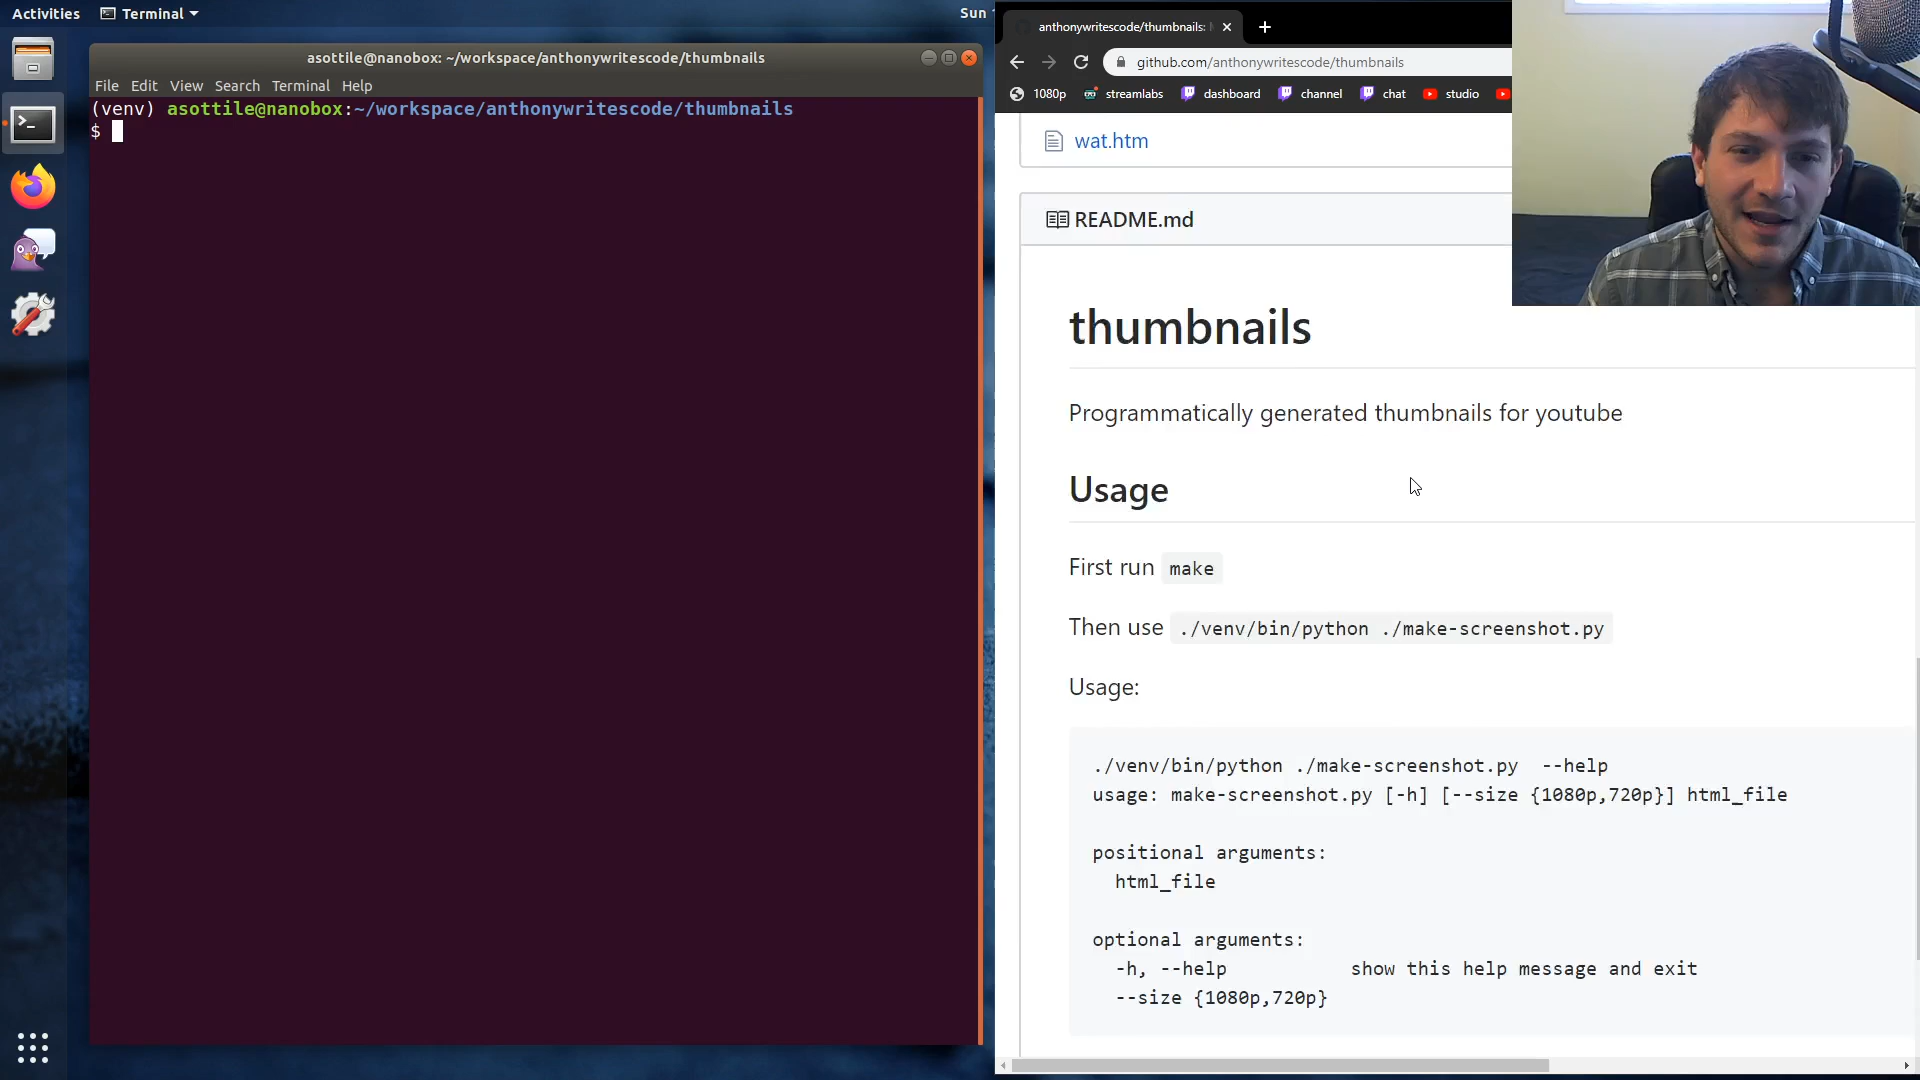 Activities
Terminal
Sun
asottile@nanobox: ~/workspace/anthonywritescode/thumbnails
File Edit View Search Terminal Help
(venv) asottile@nanobox:~/workspace/anthonywritescode/thumbnails
$
anthonywritescode/thumbnails:
github.com/anthonywritescode/thumbnails
1080p streamlabs dashboard channel chat studio
wat.htm
README.md
thumbnails
Programmatically generated thumbnails for youtube
Usage
First run make
Then use ./venv/bin/python ./make-screenshot.py
Usage:
./venv/bin/python ./make-screenshot.py --help
usage: make-screenshot.py [-h] [--size {1080p,720p}] html_file
positional arguments:
html_file
optional arguments:
-h, --help show this help message and exit
--size {1080p,720p}